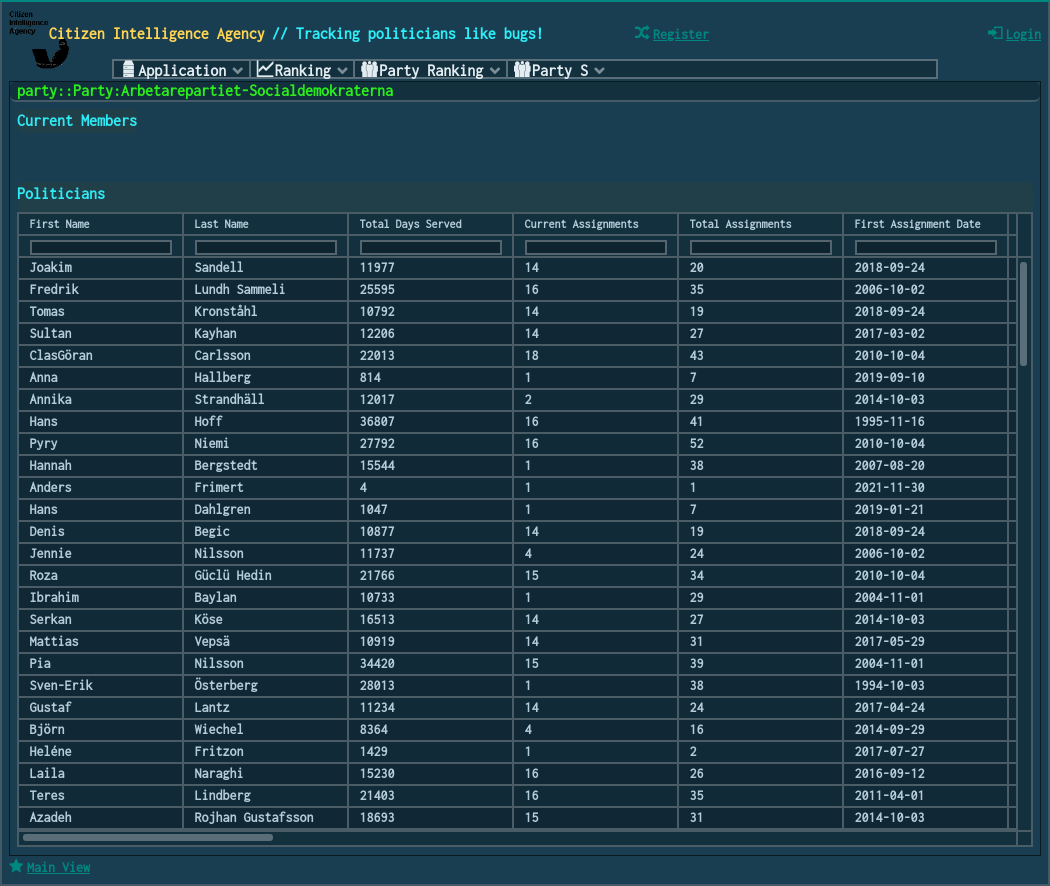 Citizen
Intelligence
Agency
Citizen Intelligence Agency // Tracking politicians like bugs!
Register
Login
Application Ranking Party Ranking Party S
party::Party:Arbetarepartiet-Socialdemokraterna
Current Members
Politicians
First Name Last Name Total Days Served Current Assignments Total Assignments First Assignment Date
Joakim Sandell 11977 14 20 2018-09-24
Fredrik Lundh Sammeli 25595 16 35 2006-10-02
Tomas Kronståhl 10792 14 19 2018-09-24
Sultan Kayhan 12206 14 27 2017-03-02
ClasGöran Carlsson 22013 18 43 2010-10-04
Anna Hallberg 814 1 7 2019-09-10
Annika Strandhäll 12017 2 29 2014-10-03
Hans Hoff 36807 16 41 1995-11-16
Pyry Niemi 27792 16 52 2010-10-04
Hannah Bergstedt 15544 1 38 2007-08-20
Anders Frimert 4 1 1 2021-11-30
Hans Dahlgren 1047 1 7 2019-01-21
Denis Begic 10877 14 19 2018-09-24
Jennie Nilsson 11737 4 24 2006-10-02
Roza Güclü Hedin 21766 15 34 2010-10-04
Ibrahim Baylan 10733 1 29 2004-11-01
Serkan Köse 16513 14 27 2014-10-03
Mattias Vepsä 10919 14 31 2017-05-29
Pia Nilsson 34420 15 39 2004-11-01
Sven-Erik Österberg 28013 1 38 1994-10-03
Gustaf Lantz 11234 14 24 2017-04-24
Björn Wiechel 8364 4 16 2014-09-29
Heléne Fritzon 1429 1 2 2017-07-27
Laila Naraghi 15230 16 26 2016-09-12
Teres Lindberg 21403 16 35 2011-04-01
Azadeh Rojhan Gustafsson 18693 15 31 2014-10-03
Main View